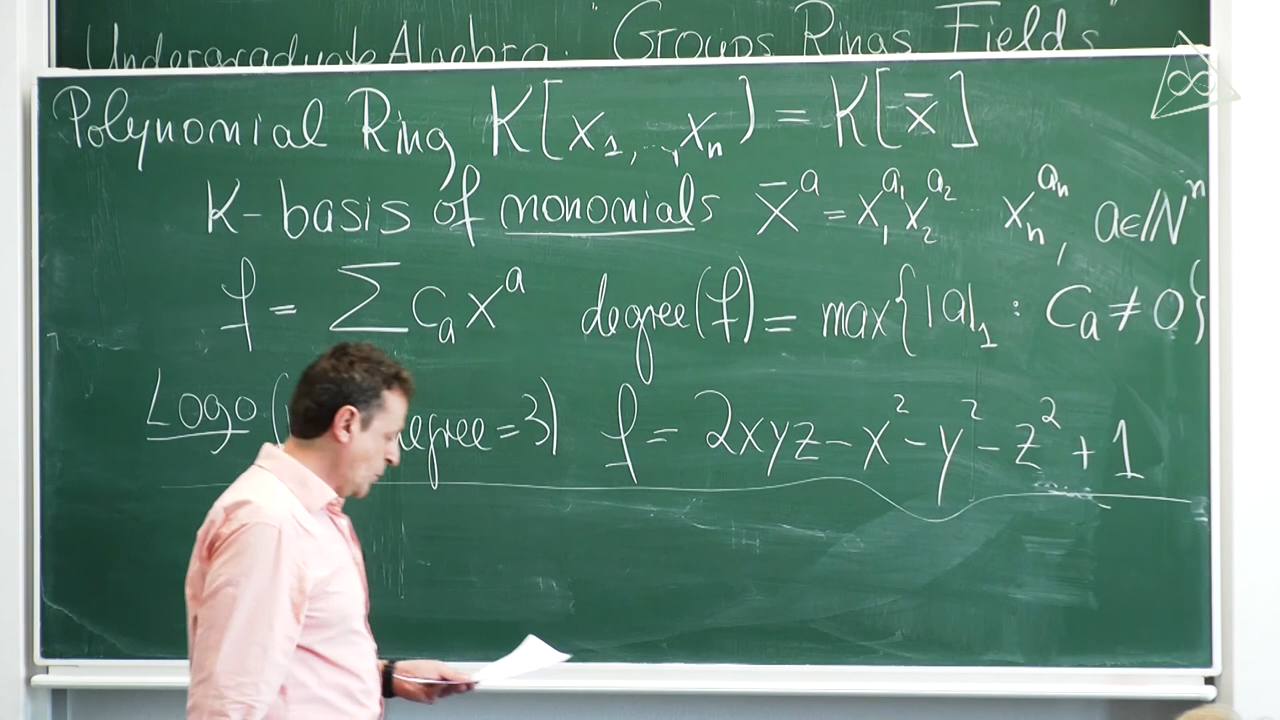 Undergraduate Algebra. "Groups Rings Fields"
Polynomial Ring K[x₁,..,xₙ) = K[x̄]
K-basis of monomials x̄ᵃ = x₁^a₁ x₂^a₂ xₙ^aₙ, a∈ℕⁿ
f = ∑ Cₐ xᵃ degree(f) = max{|a|₁ : Cₐ ≠ 0}
Logo ( egree=3) f = 2xyz - x² - y² - z² + 1